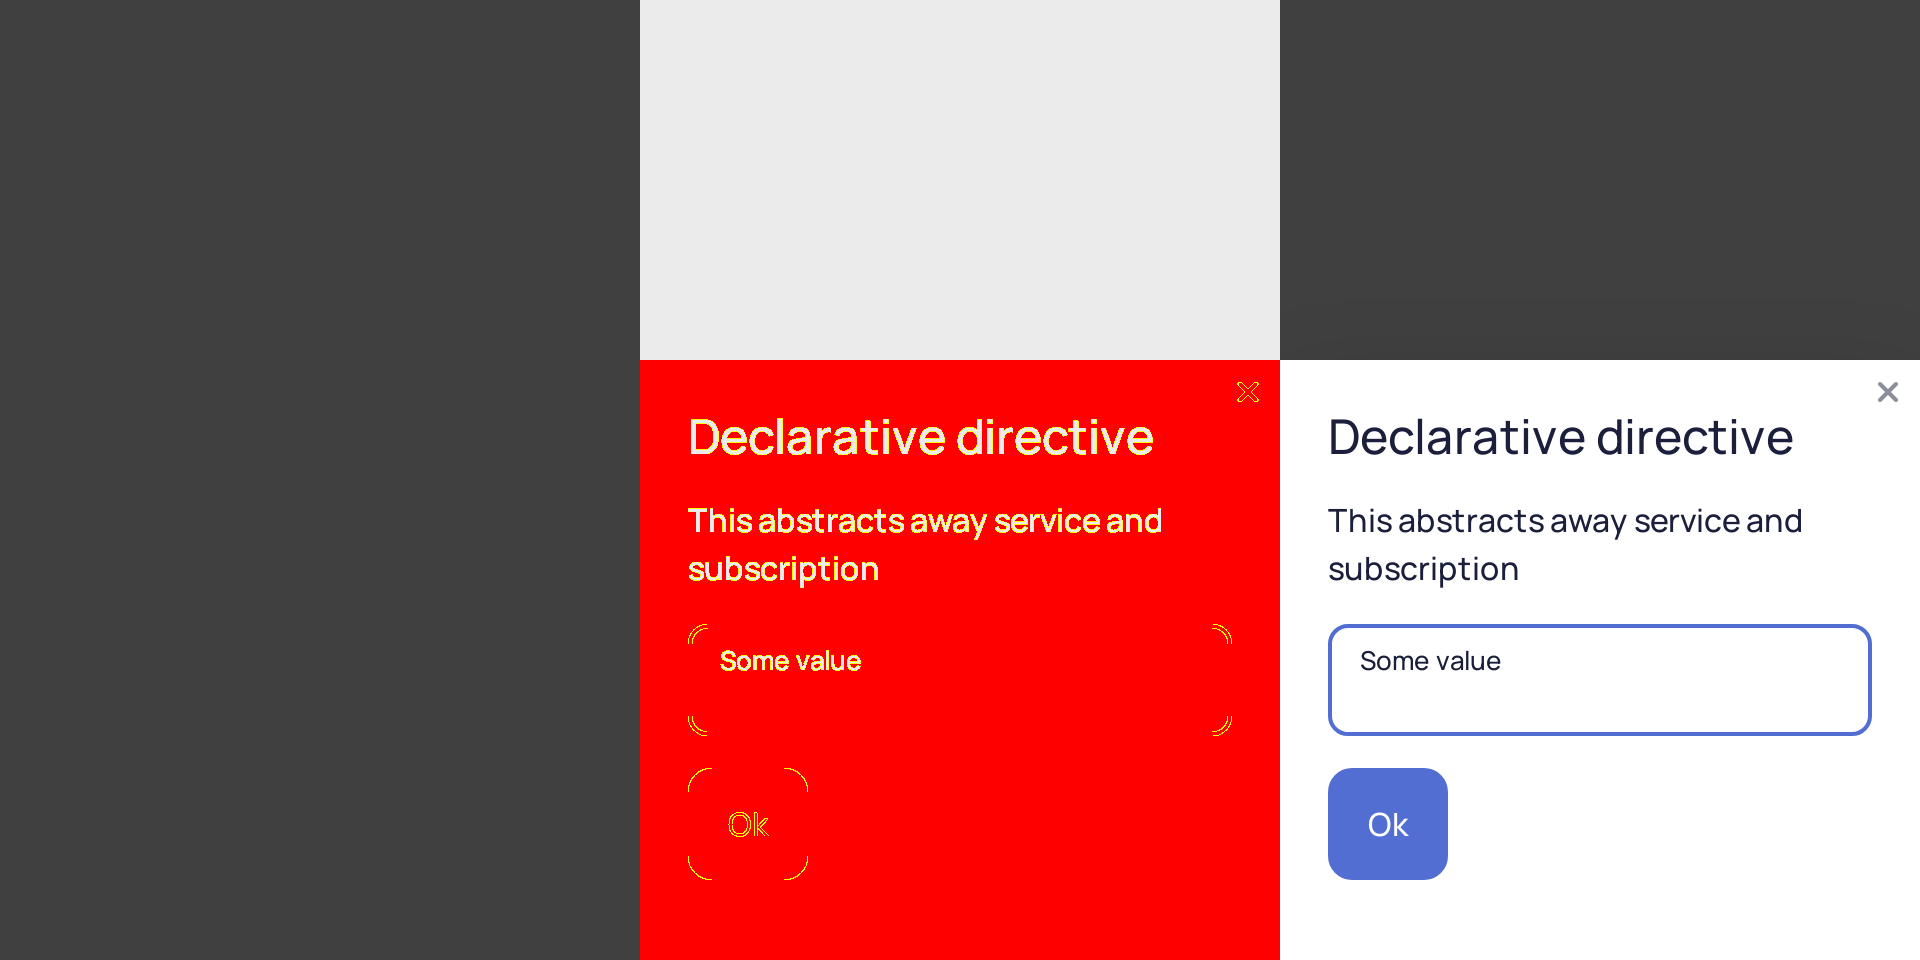 Declarative directive
This abstracts away service and
subscription
Some value
Ok
Declarative directive
This abstracts away service and
subscription
Some value
Ok